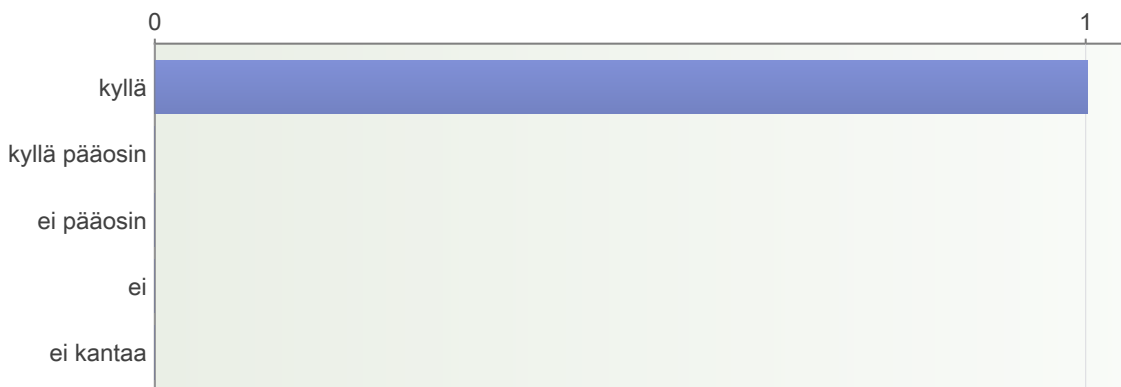 0 1
kyllä
kyllä pääosin
ei pääosin
ei
ei kantaa